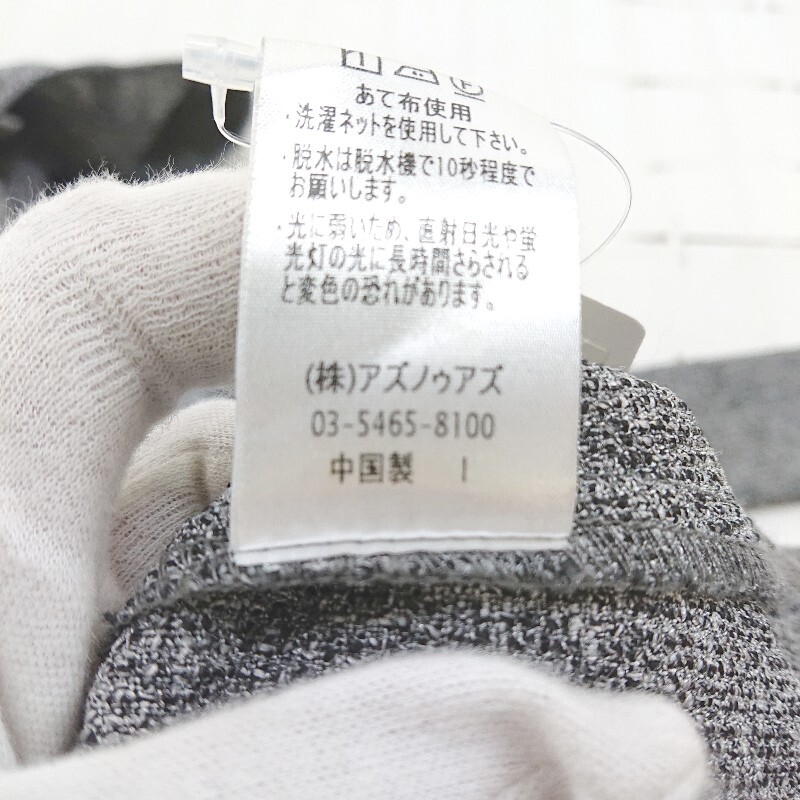 あて布使用
・洗濯ネットを使用して下さい。
・脱水は脱水機で10秒程度で
お願いします。
・光に弱いため、直射日光や蛍
光灯の光に長時間さらされる
と変色の恐れがあります。
(株)アズノゥアズ
03-5465-8100
中国製 I